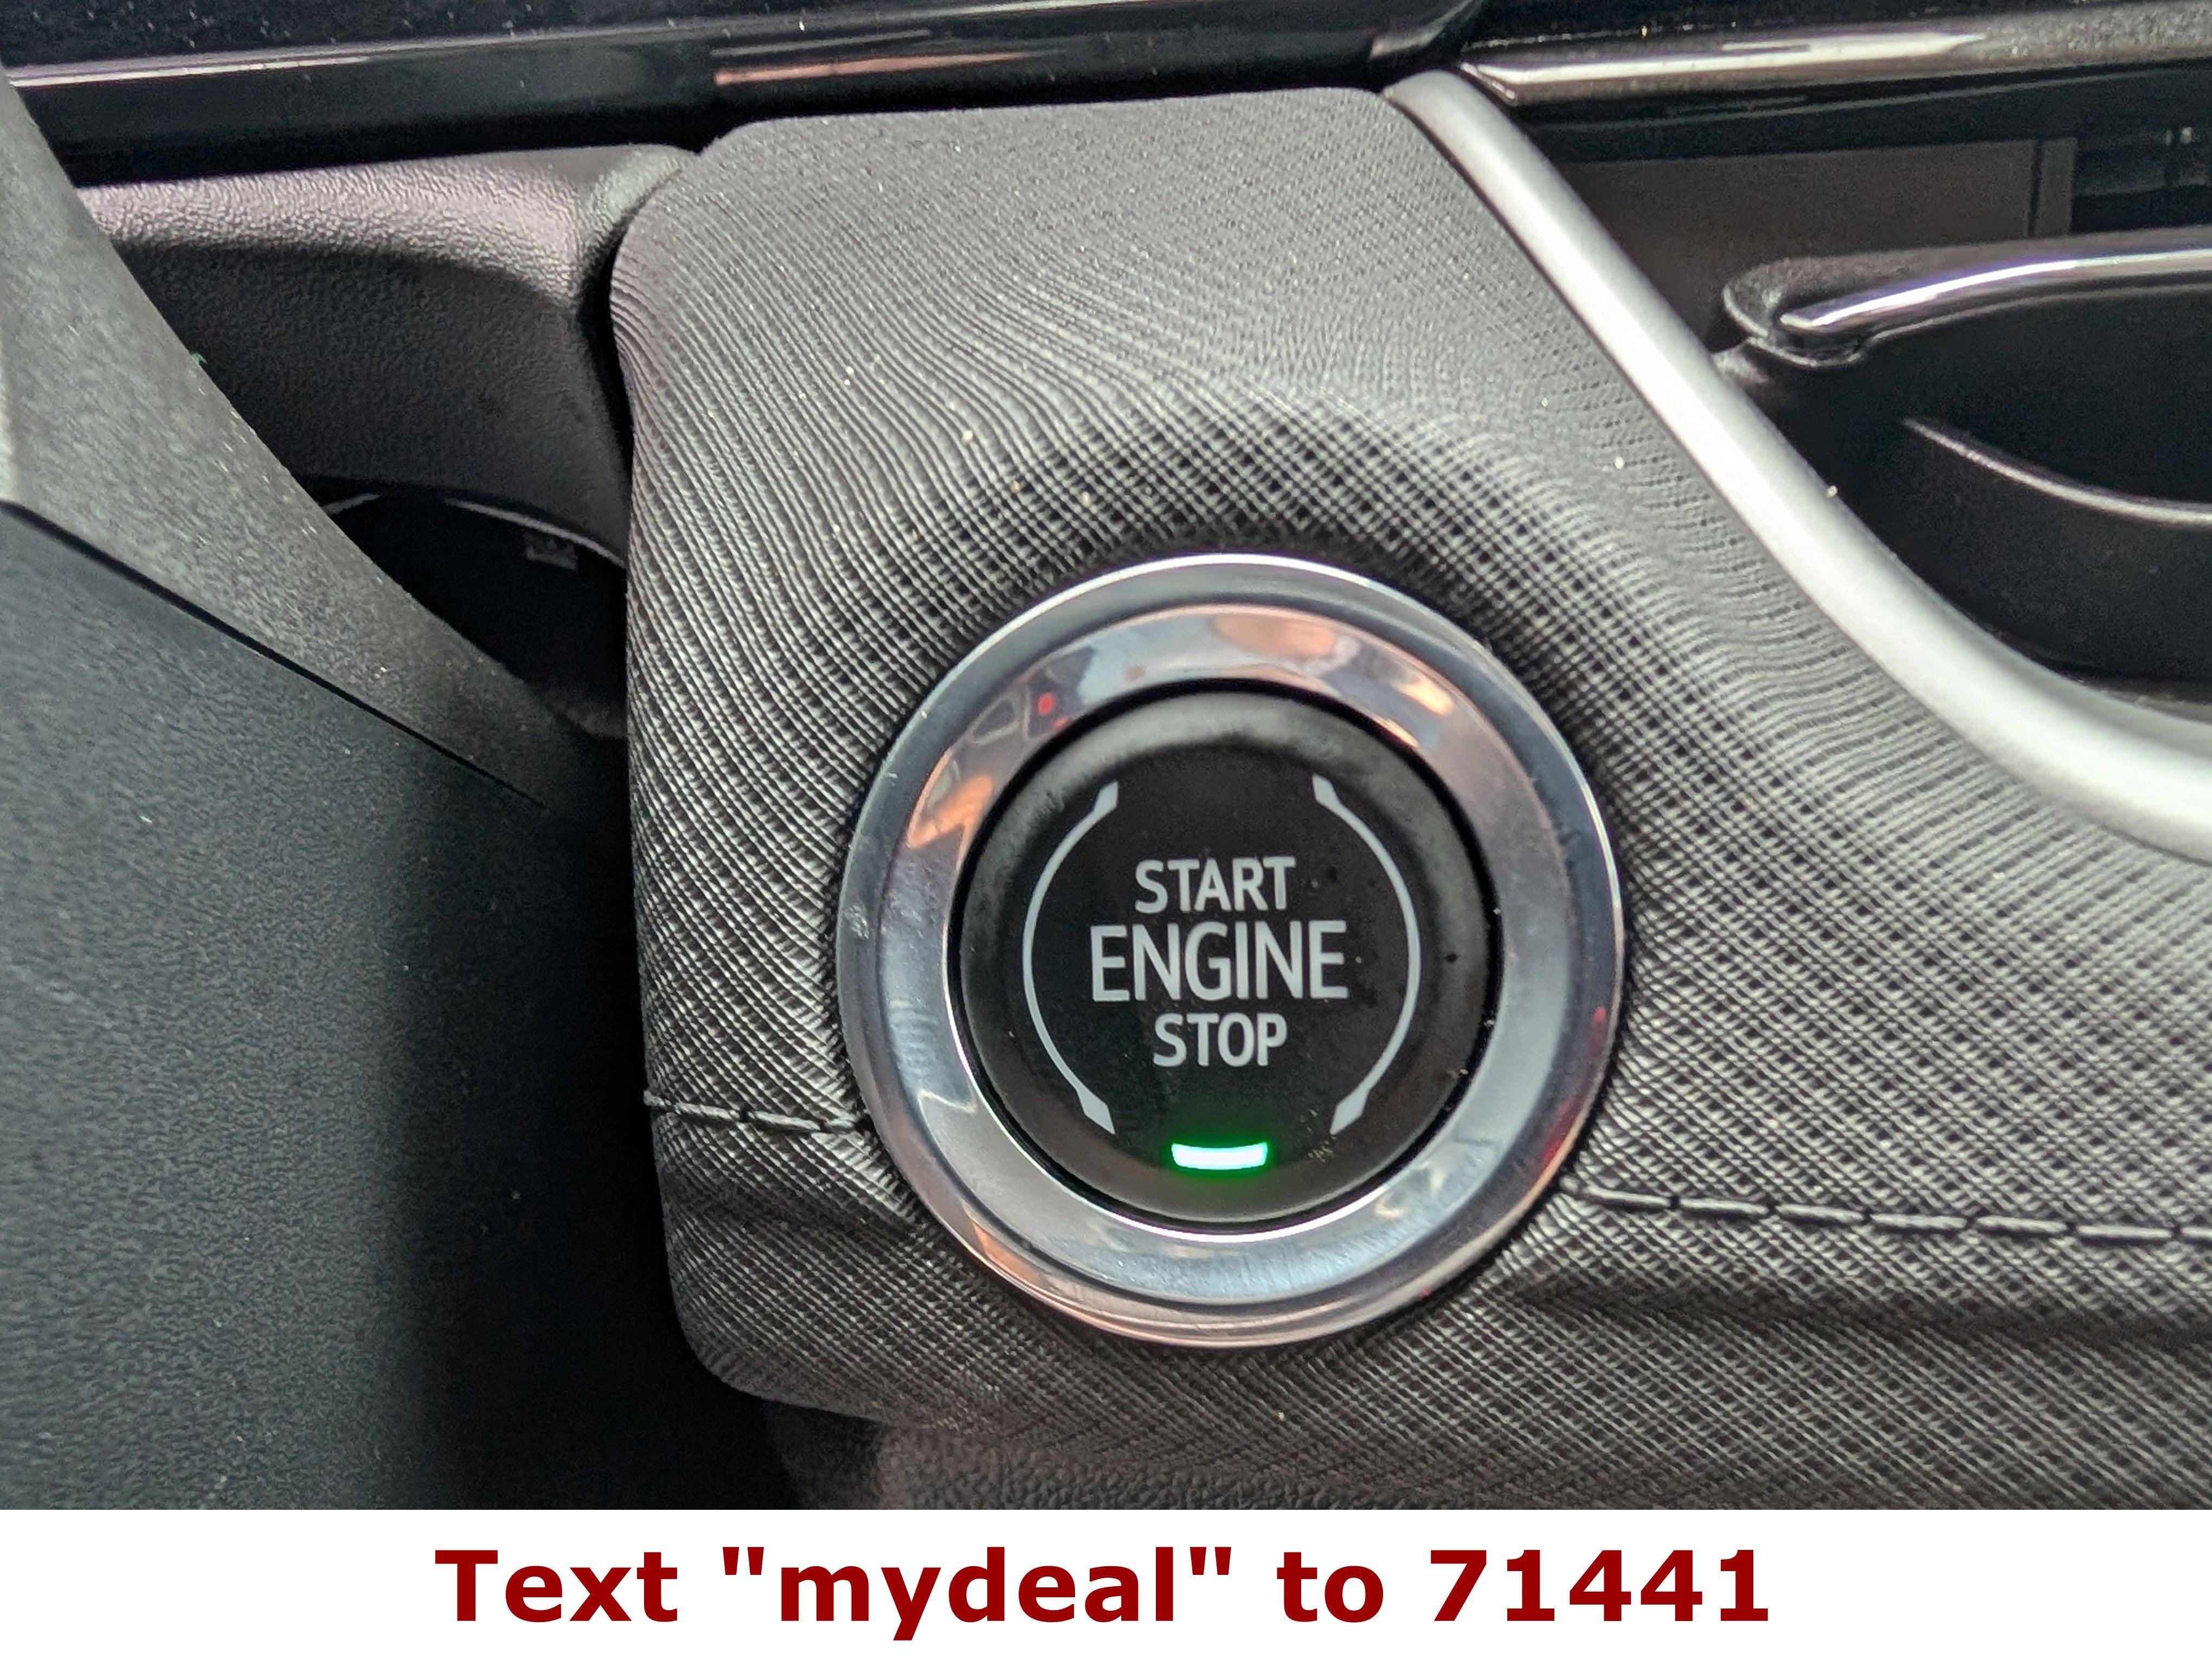 START
ENGINE
STOP
Text "mydeal" to 71441